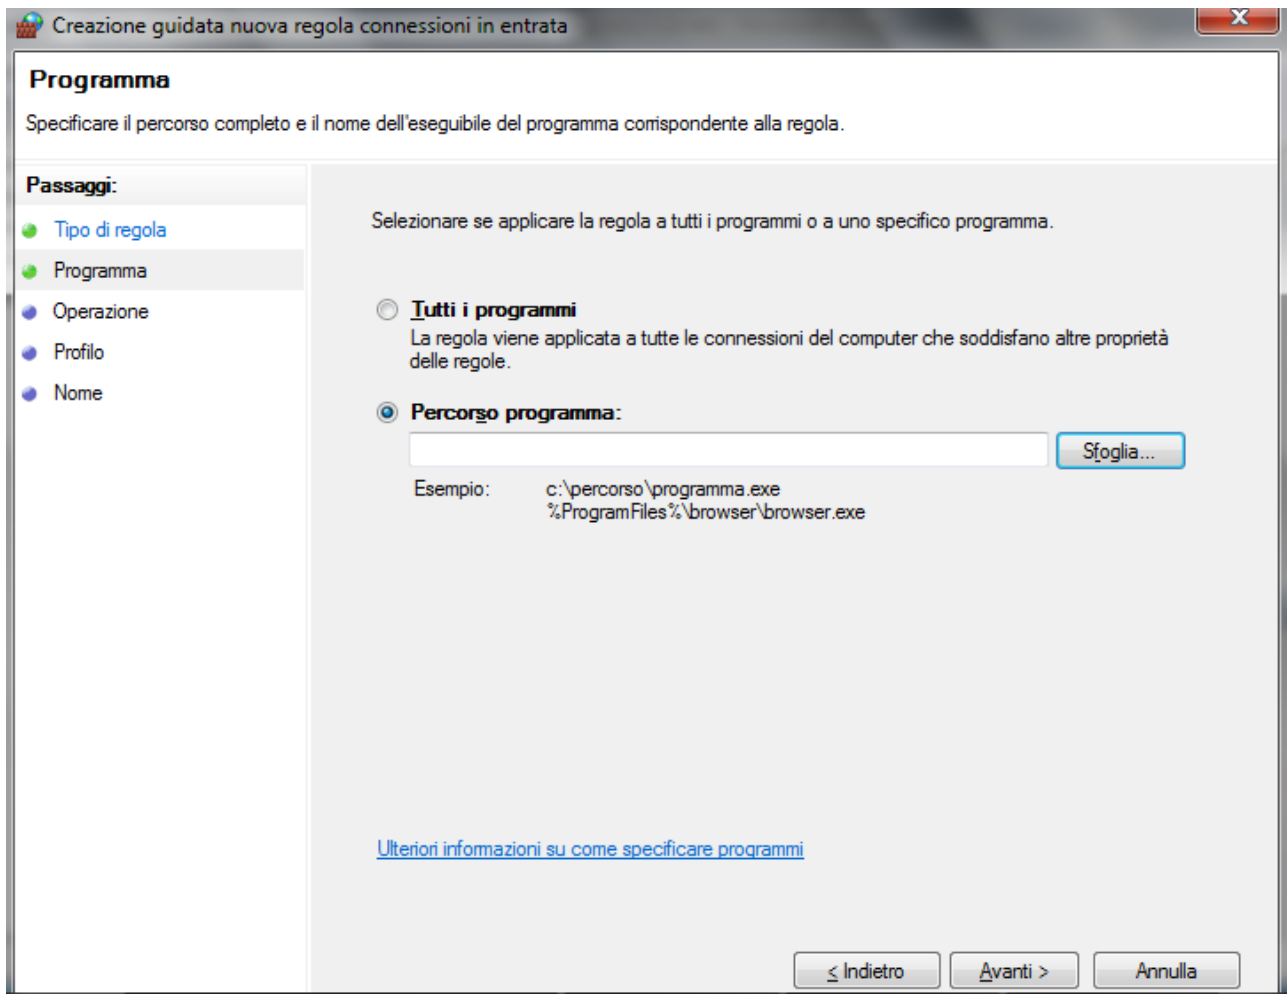 Creazione guidata nuova regola connessioni in entrata
x
Programma
Specificare il percorso completo e il nome dell'eseguibile del programma corrispondente alla regola.
Passaggi:
Tipo di regola
Programma
Operazione
Profilo
Nome
Selezionare se applicare la regola a tutti i programmi o a uno specifico programma.
Tutti i programmi
La regola viene applicata a tutte le connessioni del computer che soddisfano altre proprietà
delle regole.
Percorso programma:
Sfoglia...
Esempio: c:\percorso\programma.exe
%ProgramFiles%\browser\browser.exe
Ulteriori informazioni su come specificare programmi
< Indietro
Avanti >
Annulla